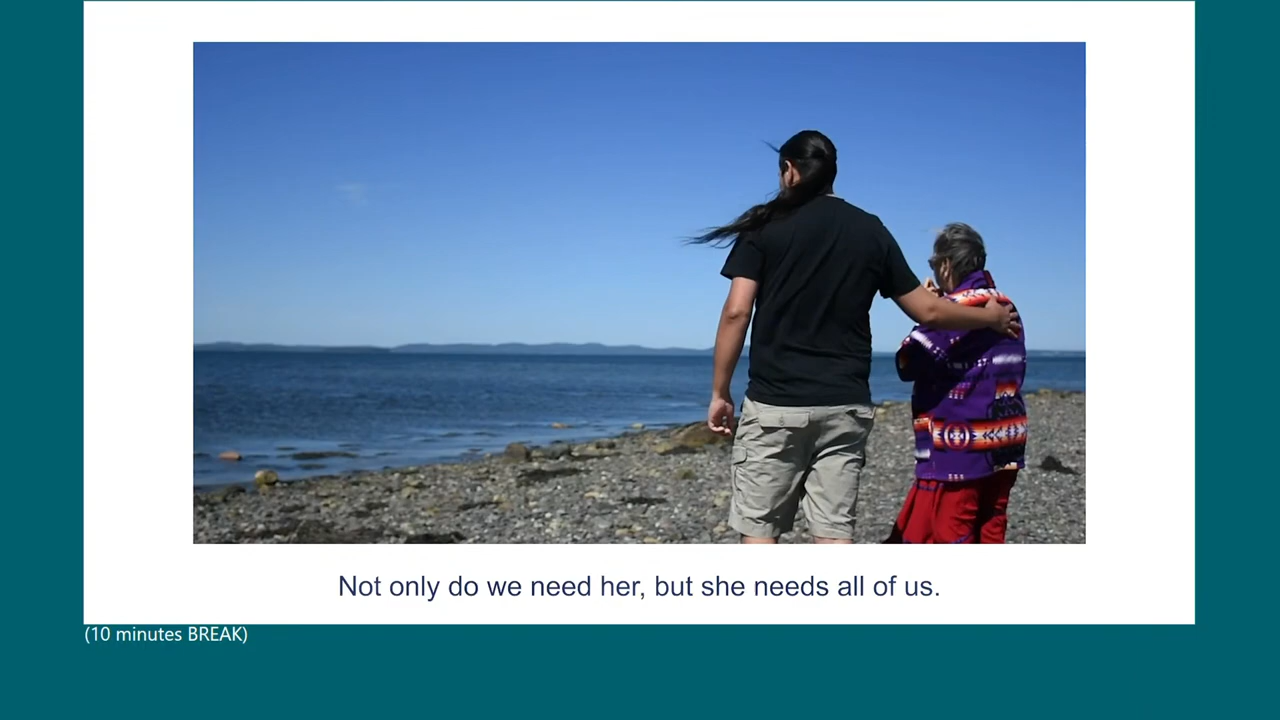 Not only do we need her, but she needs all of us.
(10 minutes BREAK)